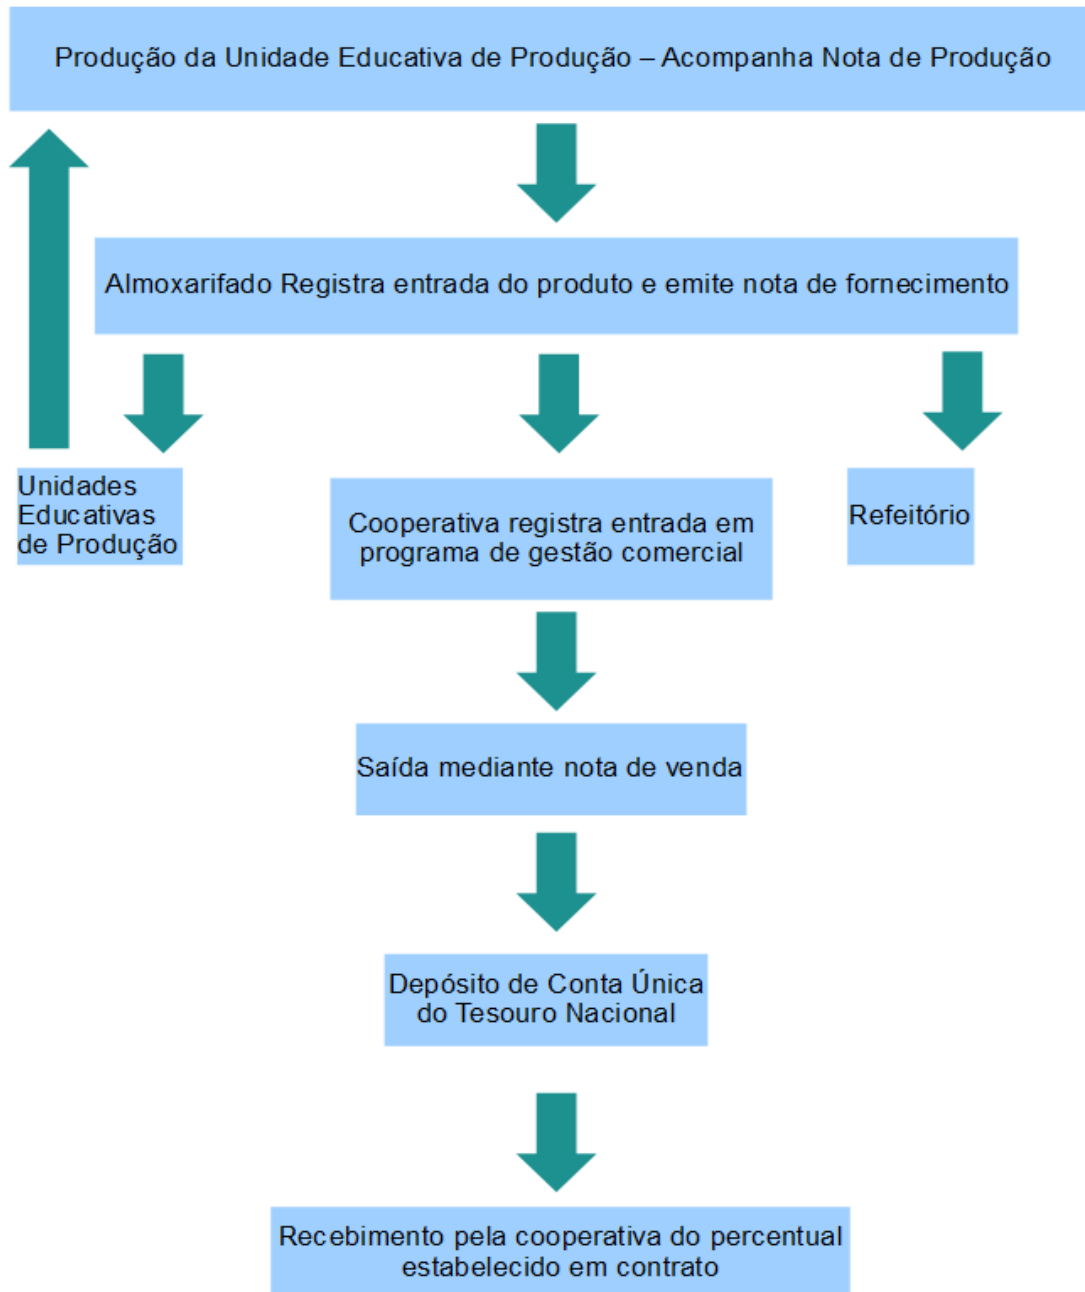 Produção da Unidade Educativa de Produção – Acompanha Nota de Produção
Almoxarifado Registra entrada do produto e emite nota de fornecimento
Unidades
Educativas
de Produção
Cooperativa registra entrada em
programa de gestão comercial
Refeitório
Saída mediante nota de venda
Depósito de Conta Única
do Tesouro Nacional
Recebimento pela cooperativa do percentual
estabelecido em contrato